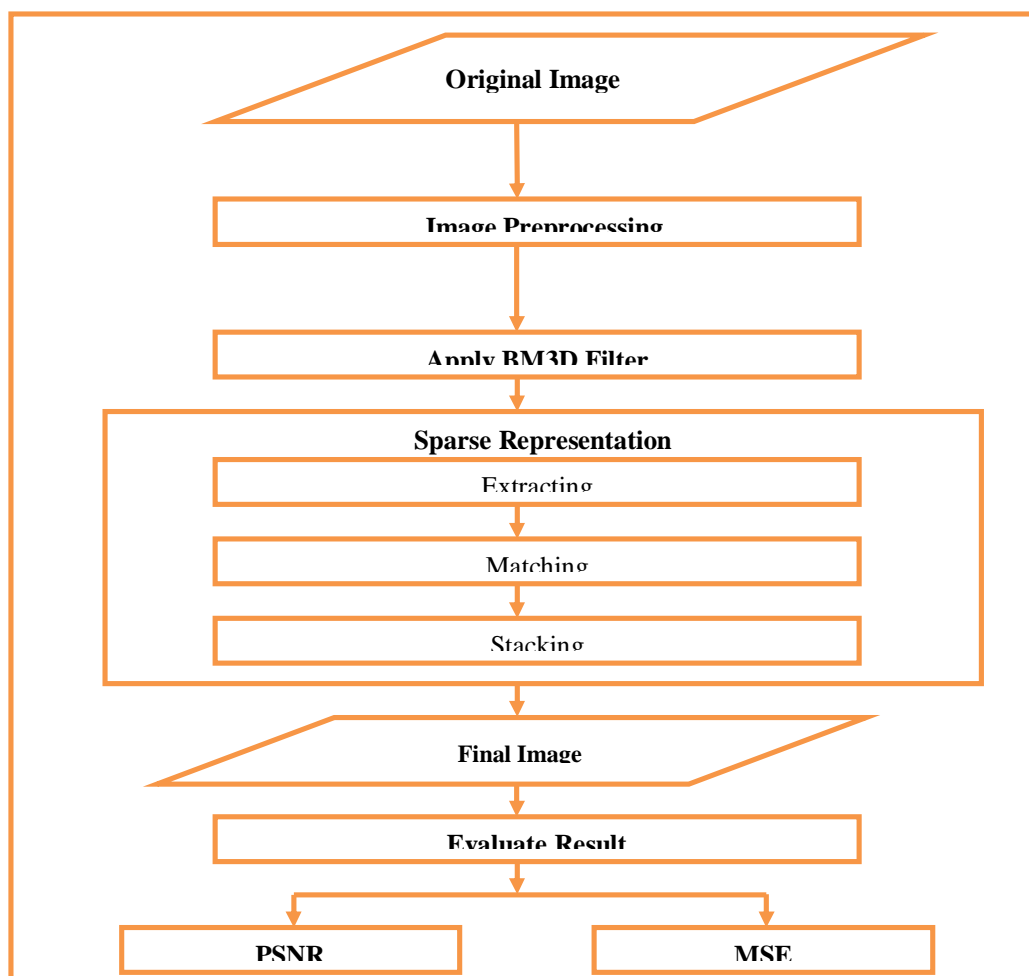 Original Image
Image Preprocessing
Apply BM3D Filter
Sparse Representation
Extracting
Matching
Stacking
Final Image
Evaluate Result
PSNR
MSE